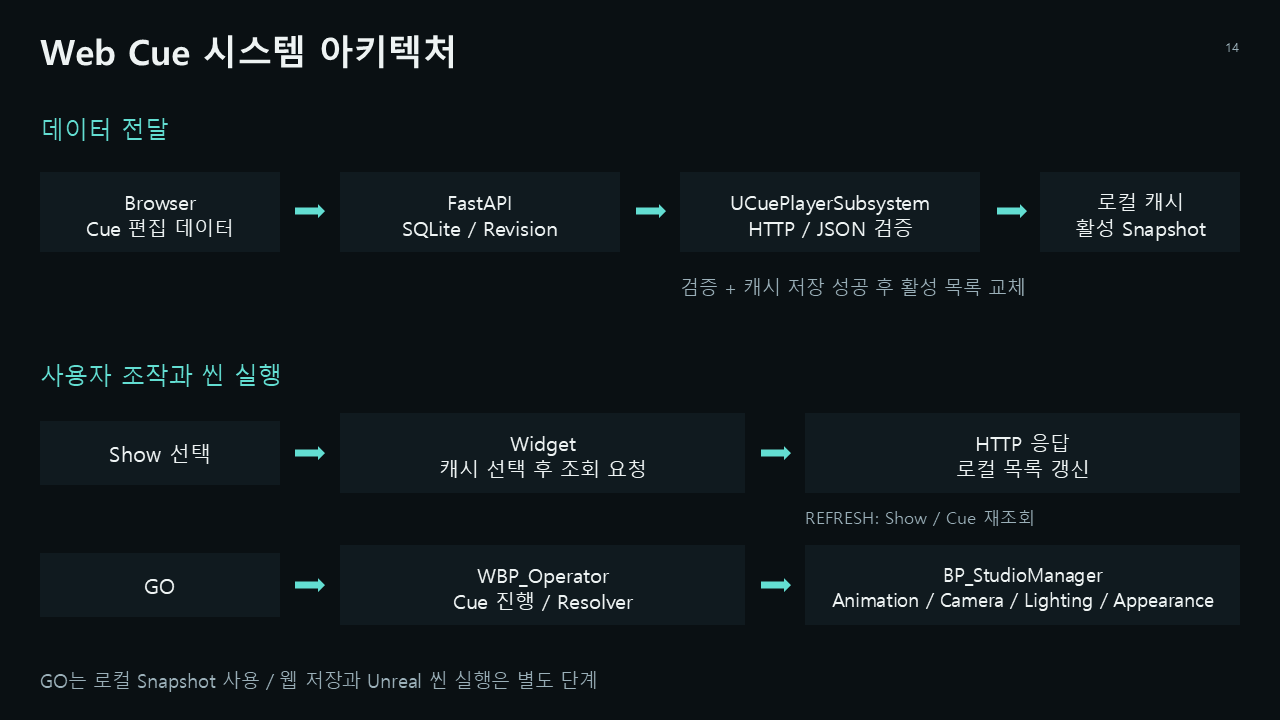 Web Cue 시스템 아키텍처
14
데이터 전달
Browser
Cue 편집 데이터
FastAPI
SQLite / Revision
UCuePlayerSubsystem
HTTP / JSON 검증
로컬 캐시
활성 Snapshot
검증 + 캐시 저장 성공 후 활성 목록 교체
사용자 조작과 씬 실행
Show 선택
Widget
캐시 선택 후 조회 요청
HTTP 응답
로컬 목록 갱신
REFRESH: Show / Cue 재조회
GO
WBP_Operator
Cue 진행 / Resolver
BP_StudioManager
Animation / Camera / Lighting / Appearance
GO는 로컬 Snapshot 사용 / 웹 저장과 Unreal 씬 실행은 별도 단계